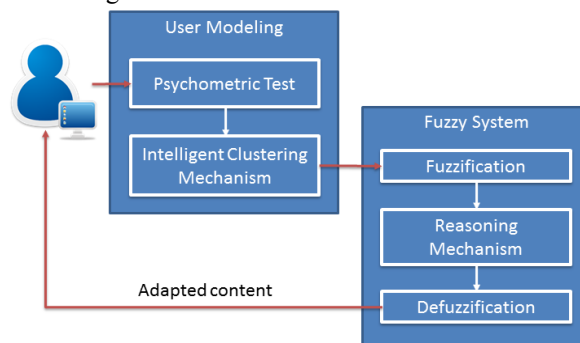 User Modeling
Psychometric Test
Intelligent Clustering
Mechanism
Fuzzy System
Fuzzification
Reasoning
Mechanism
Defuzzification
Adapted content